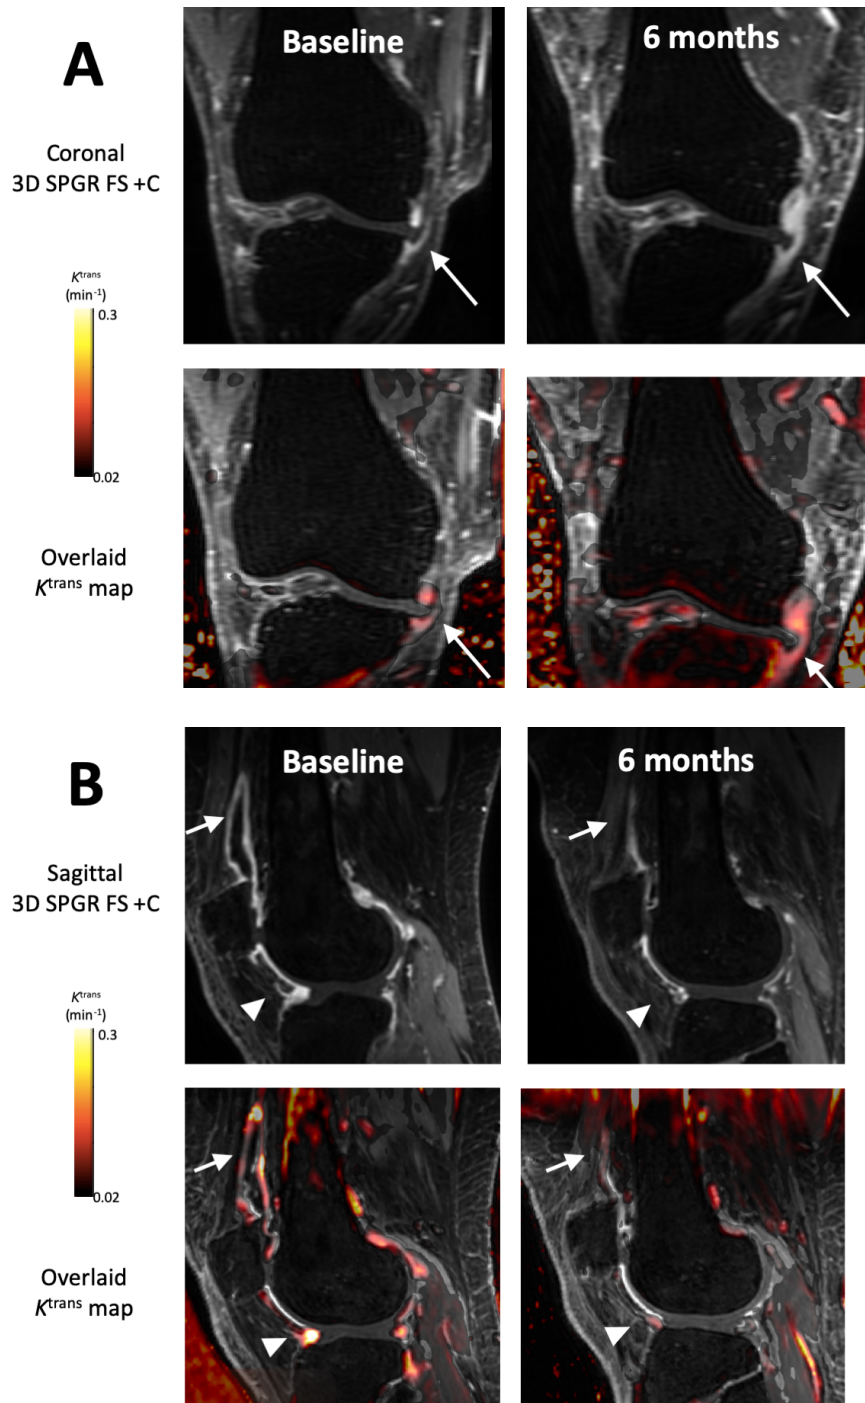 A
Baseline
6 months
Coronal
3D SPGR FS +C
Kᵗʳᵃⁿˢ
(min⁻¹)
0.3
0.02
Overlaid
Kᵗʳᵃⁿˢ map
B
Baseline
6 months
Sagittal
3D SPGR FS +C
Kᵗʳᵃⁿˢ
(min⁻¹)
0.3
0.02
Overlaid
Kᵗʳᵃⁿˢ map